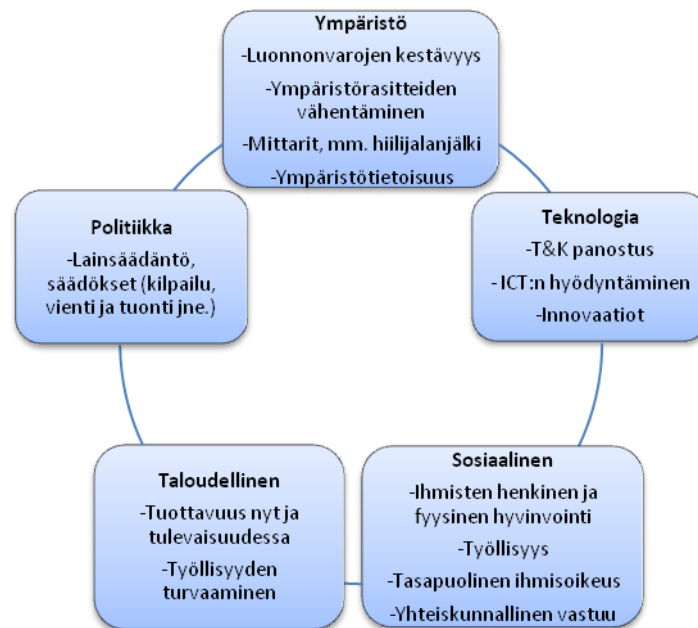 Ympäristö
-Luonnonvarojen kestävyys
-Ympäristörasitteiden
vähentäminen
-Mittarit, mm. hiilijalanjälki
-Ympäristötietoisuus
Teknologia
-T&K panostus
- ICT:n hyödyntäminen
-Innovaatiot
Sosiaalinen
-Ihmisten henkinen ja
fyysinen hyvinvointi
-Työllisyys
-Tasapuolinen ihmisoikeus
-Yhteiskunnallinen vastuu
Taloudellinen
-Tuottavuus nyt ja
tulevaisuudessa
-Työllisyyden
turvaaminen
Politiikka
-Lainsäädäntö,
säädökset (kilpailu,
vienti ja tuonti jne.)